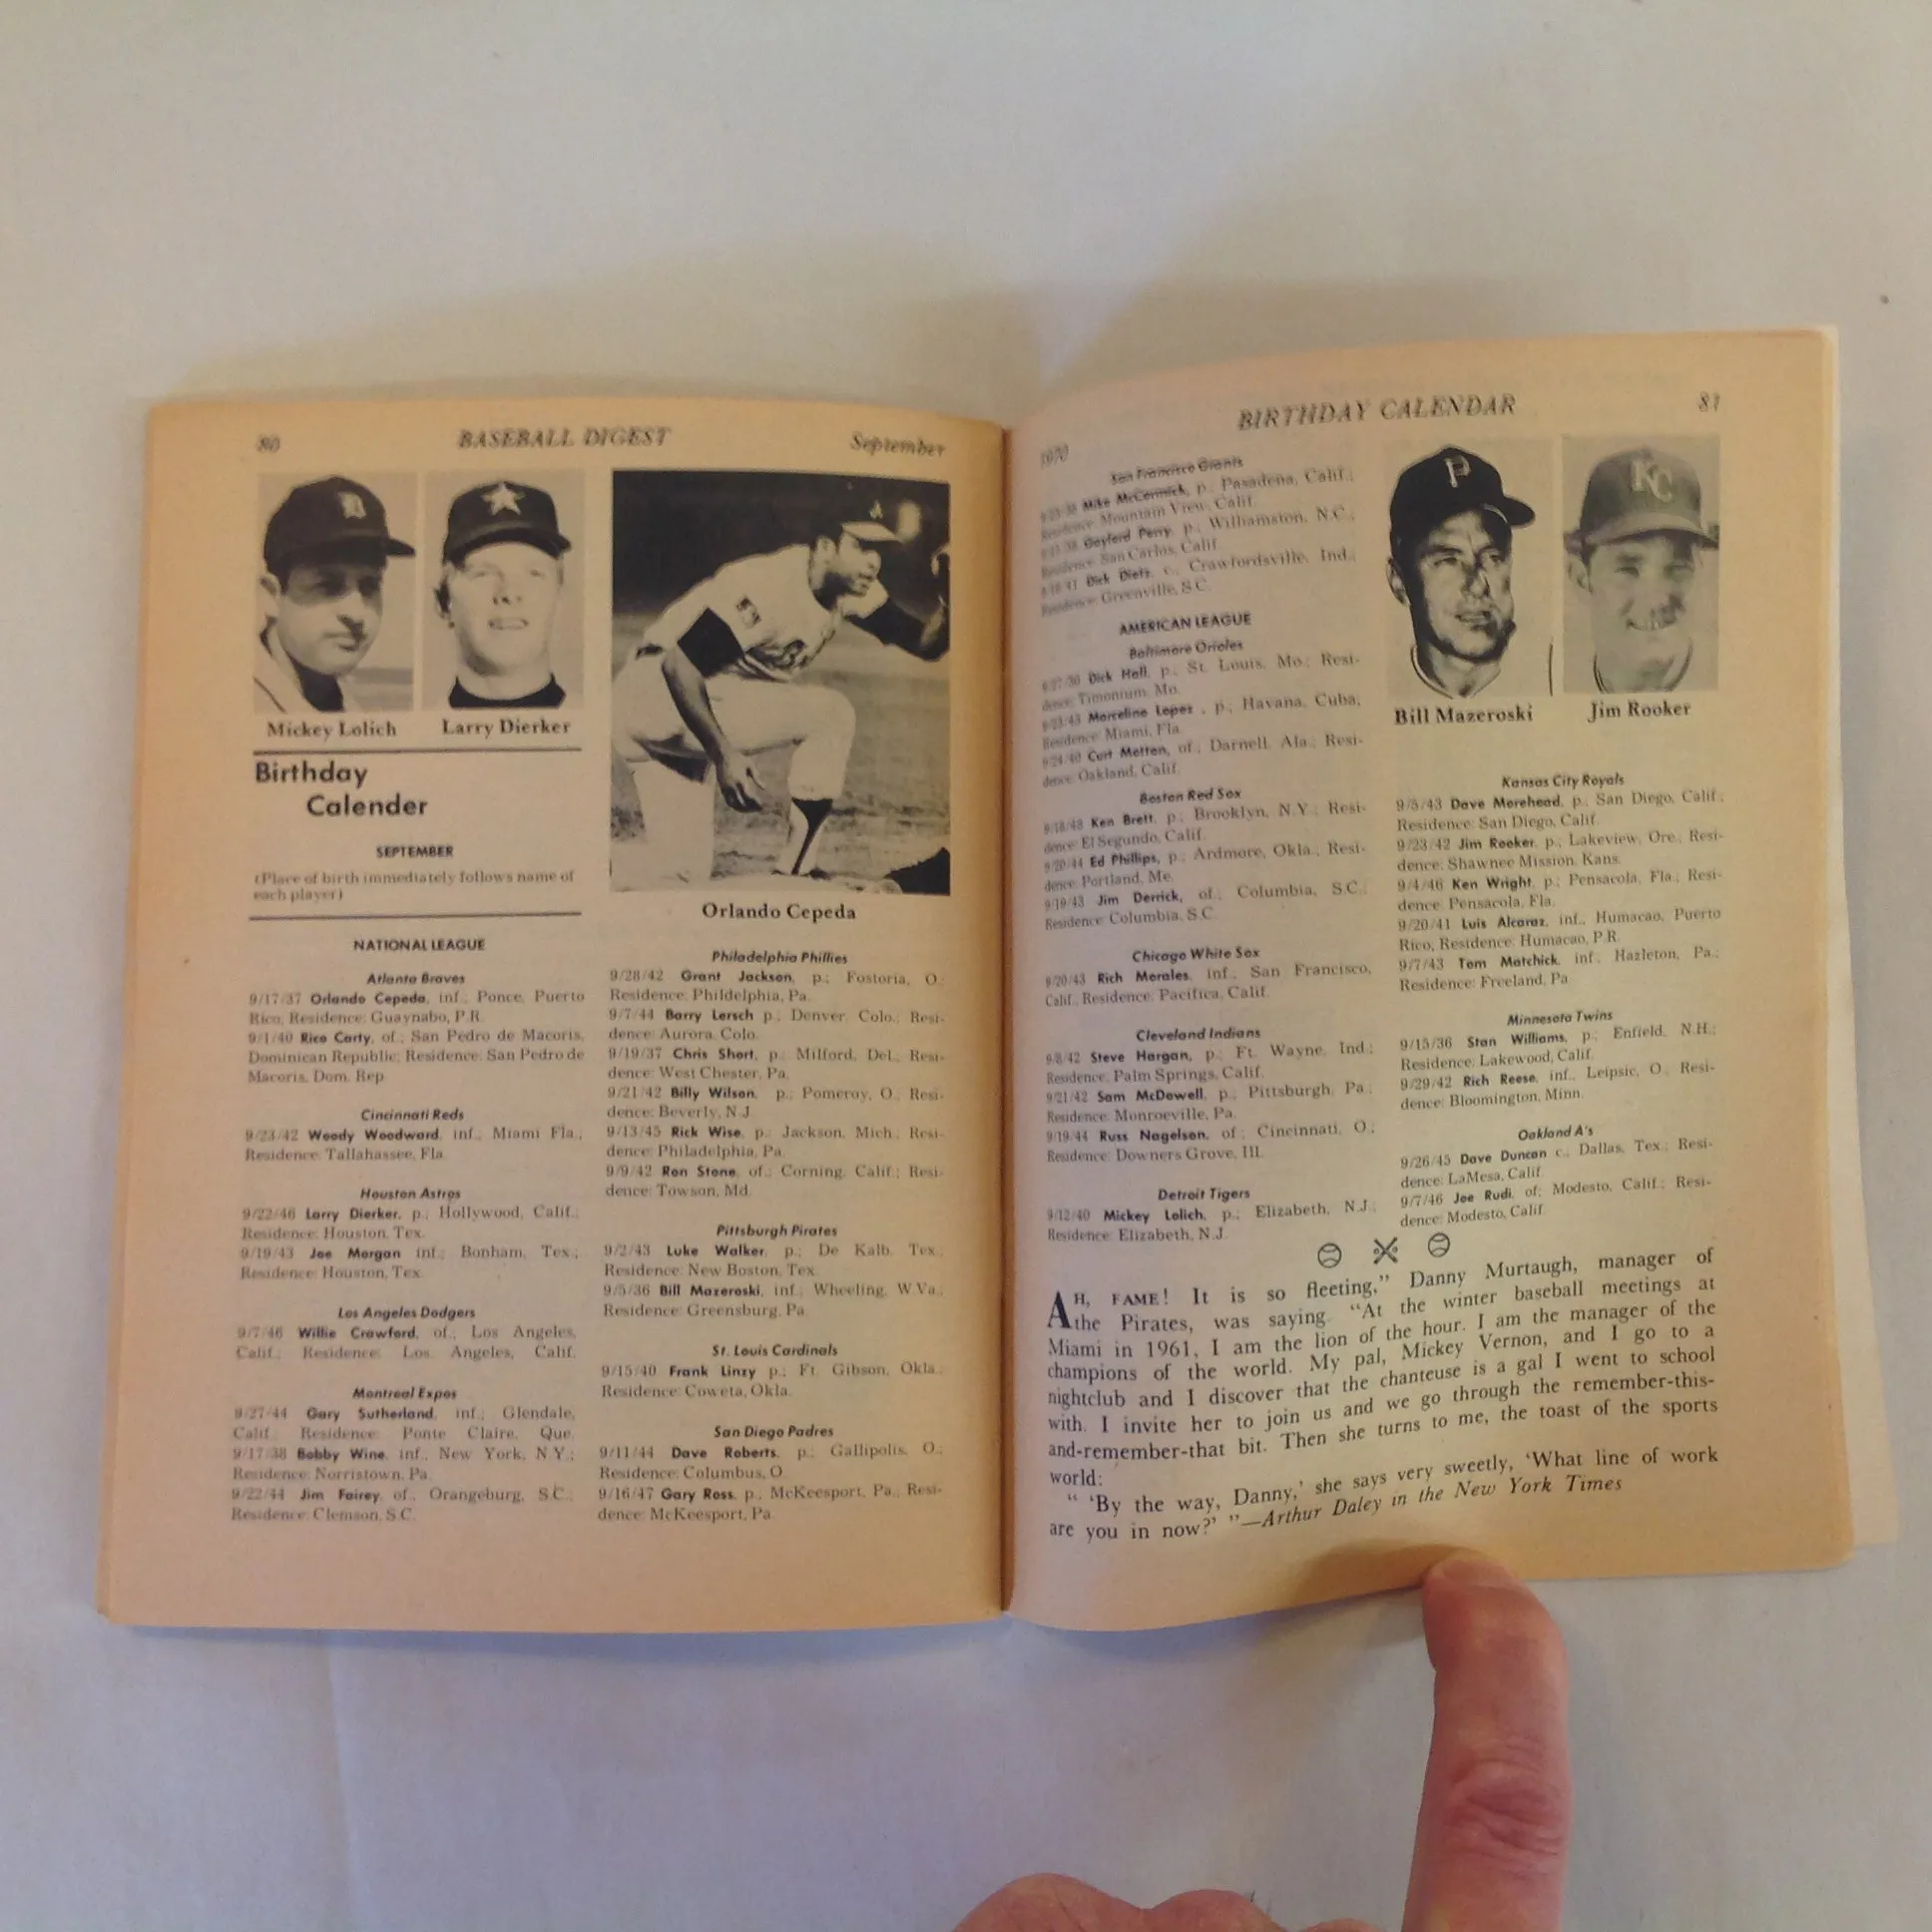 80
BASEBALL DIGEST
September
Mickey Lolich
Larry Dierker
Birthday
Calender
SEPTEMBER
(Place of birth immediately follows name of
each player)
Orlando Cepeda
NATIONAL LEAGUE
Atlanta Braves
9/17/37 Orlando Cepeda, inf.; Ponce, Puerto
Rico; Residence: Guaynabo, P.R.
9/1/40 Rico Carty, of.; San Pedro de Macoris,
Dominican Republic; Residence: San Pedro de
Macoris, Dom. Rep.
Cincinnati Reds
9/23/42 Woody Woodward, inf.; Miami Fla.,
Residence: Tallahassee, Fla.
Houston Astros
9/22/46 Larry Dierker, p.; Hollywood, Calif.;
Residence: Houston, Tex.
9/19/43 Joe Morgan inf.; Bonham, Tex.;
Residence: Houston, Tex.
Los Angeles Dodgers
9/7/46 Willie Crawford, of.; Los Angeles,
Calif.; Residence: Los Angeles, Calif.
Montreal Expos
9/27/44 Gary Sutherland, inf.; Glendale,
Calif. Residence: Ponte Claire, Que.
9/17/38 Bobby Wine, inf., New York, N.Y.;
Residence: Norristown, Pa.
9/22/44 Jim Fairey, of., Orangeburg, S.C.,
Residence: Clemson, S.C.
Philadelphia Phillies
9/28/42 Grant Jackson, p.; Fostoria, O.;
Residence: Phildelphia, Pa.
9/7/44 Barry Lersch p.; Denver, Colo.; Resi-
dence: Aurora, Colo.
9/19/37 Chris Short, p.; Milford, Del., Resi-
dence: West Chester, Pa.
9/21/42 Billy Wilson, p.; Pomeroy, O.; Resi-
dence: Beverly, N.J.
9/13/45 Rick Wise, p.; Jackson, Mich.; Resi-
dence: Philadelphia, Pa.
9/9/42 Ron Stone, of.; Corning, Calif.; Resi-
dence: Towson, Md.
Pittsburgh Pirates
9/2/43 Luke Walker, p.; De Kalb, Tex.;
Residence: New Boston, Tex.
9/5/36 Bill Mazeroski, inf.; Wheeling, W.Va.,
Residence: Greensburg, Pa.
St. Louis Cardinals
9/15/40 Frank Linzy p.; Ft. Gibson, Okla.
Residence: Coweta, Okla.
San Diego Padres
9/11/44 Dave Roberts, p.; Gallipolis, O.,
Residence: Columbus, O.
9/16/47 Gary Ross, p., McKeesport, Pa., Resi-
dence: McKeesport, Pa.
1970
BIRTHDAY CALENDAR
81
San Francisco Giants
Mike McCormick, p.; Pasadena, Calif.;
Residence: Mountain View, Calif.
Gaylord Perry, p.; Williamston, N.C.;
Residence: San Carlos, Calif.
Dick Dietz, c.; Crawfordsville, Ind.
Residence: Greenville, S.C.
AMERICAN LEAGUE
Baltimore Orioles
Dick Hall, p.; St. Louis, Mo.; Resi-
dence: Timonium, Mo.
9/23/43 Marcelino Lopez, p.; Havana, Cuba,
Residence: Miami, Fla.
Curt Motton, of.; Darnell, Ala.; Resi-
dence: Oakland, Calif.
Boston Red Sox
9/18/48 Ken Brett, p.; Brooklyn, N.Y.; Resi-
dence: El Segundo, Calif.
9/20/44 Ed Phillips, p.; Ardmore, Okla.; Resi-
dence: Portland, Me.
9/19/43 Jim Derrick, of.; Columbia, S.C.;
Residence: Columbia, S.C.
Chicago White Sox
9/20/43 Rich Morales, inf., San Francisco,
Calif., Residence: Pacifica, Calif.
Cleveland Indians
9/8/42 Steve Hargan, p.; Ft. Wayne, Ind.;
Residence: Palm Springs, Calif.
9/21/42 Sam McDowell, p.; Pittsburgh, Pa.;
Residence: Monroeville, Pa.
9/19/44 Russ Nagelson, of.; Cincinnati, O.;
Residence: Downers Grove, Ill.
Detroit Tigers
9/12/40 Mickey Lolich, p.; Elizabeth, N.J.;
Residence: Elizabeth, N.J.
Bill Mazeroski
Jim Rooker
Kansas City Royals
9/5/43 Dave Morehead, p.; San Diego, Calif.;
Residence: San Diego, Calif.
9/23/42 Jim Rooker, p.; Lakeview, Ore.; Resi-
dence: Shawnee Mission, Kans.
9/4/46 Ken Wright, p.; Pensacola, Fla.; Resi-
dence: Pensacola, Fla.
9/20/41 Luis Alcaraz, inf., Humacao, Puerto
Rico, Residence: Humacao, P.R.
9/7/43 Tom Matchick, inf., Hazleton, Pa.;
Residence: Freeland, Pa.
Minnesota Twins
9/15/36 Stan Williams, p.; Enfield, N.H.;
Residence: Lakewood, Calif.
9/29/42 Rich Reese, inf., Leipsic, O., Resi-
dence: Bloomington, Minn.
Oakland A's
9/26/45 Dave Duncan c., Dallas, Tex.; Resi-
dence: LaMesa, Calif.
9/7/46 Joe Rudi, of; Modesto, Calif.; Resi-
dence: Modesto, Calif.
AH, FAME! It is so fleeting," Danny Murtaugh, manager of
the Pirates, was saying. "At the winter baseball meetings at
Miami in 1961, I am the lion of the hour. I am the manager of the
champions of the world. My pal, Mickey Vernon, and I go to a
nightclub and I discover that the chanteuse is a gal I went to school
with. I invite her to join us and we go through the remember-this-
and-remember-that bit. Then she turns to me, the toast of the sports
world:
" 'By the way, Danny,' she says very sweetly, 'What line of work
are you in now?' "—Arthur Daley in the New York Times
KC
P
D